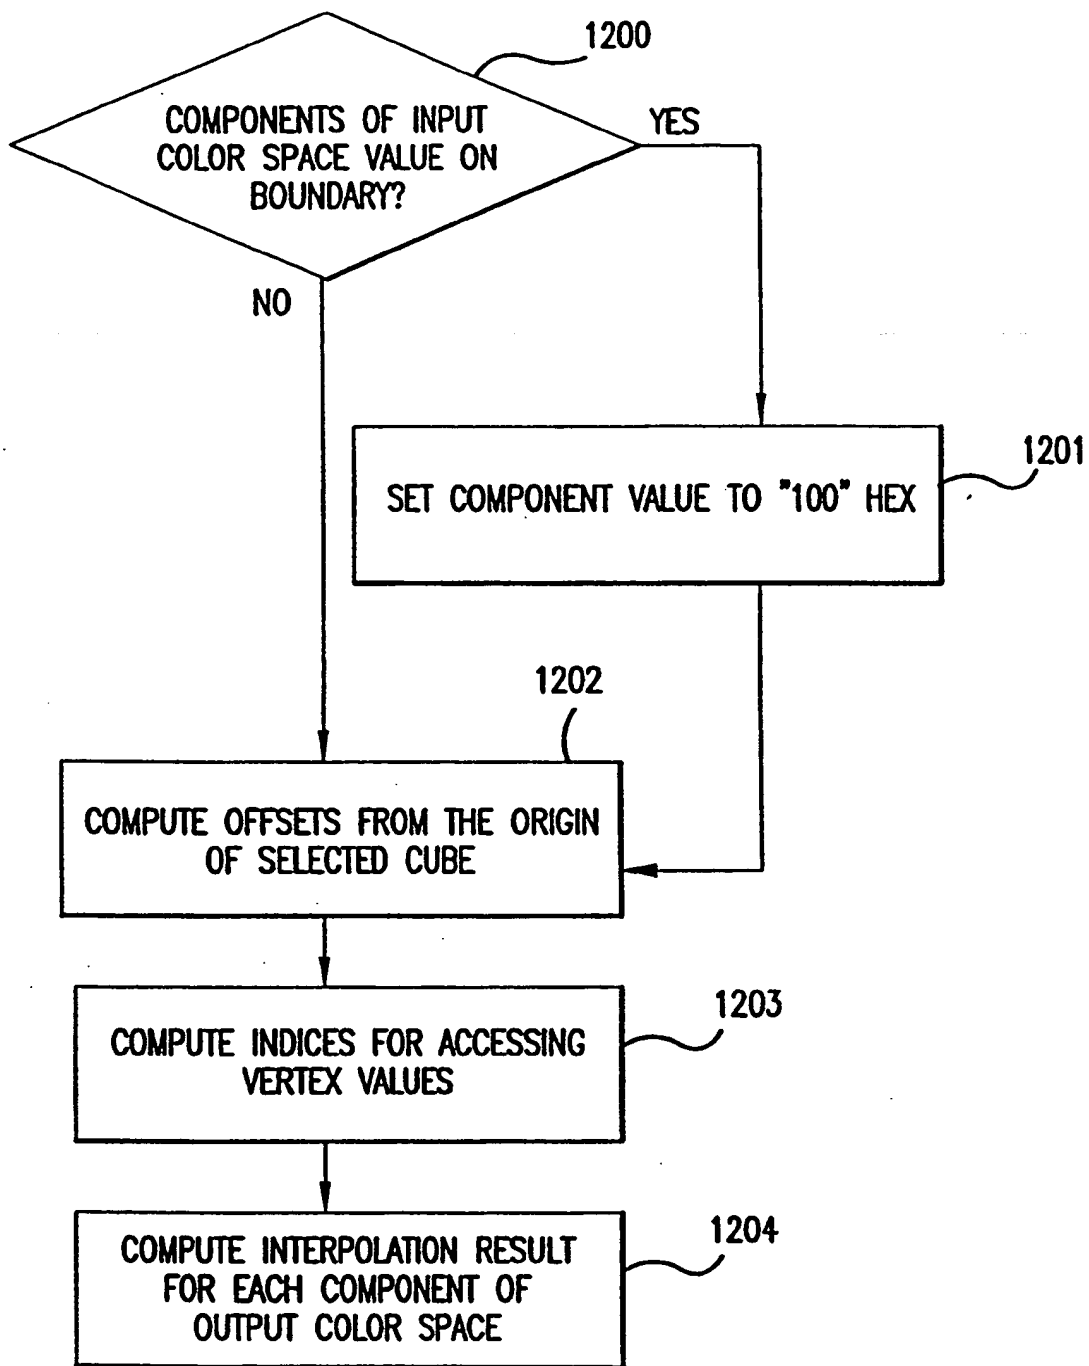 1200
COMPONENTS OF INPUT
COLOR SPACE VALUE ON
BOUNDARY?
YES
NO
1201
SET COMPONENT VALUE TO "100" HEX
1202
COMPUTE OFFSETS FROM THE ORIGIN
OF SELECTED CUBE
1203
COMPUTE INDICES FOR ACCESSING
VERTEX VALUES
1204
COMPUTE INTERPOLATION RESULT
FOR EACH COMPONENT OF
OUTPUT COLOR SPACE